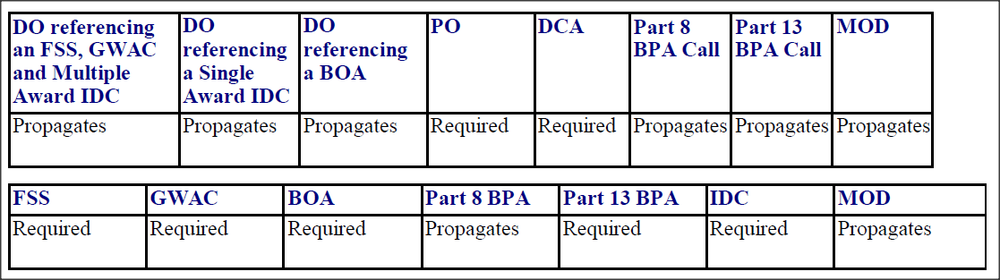 DO referencing an FSS, GWAC and Multiple Award IDC
DO referencing a Single Award IDC
DO referencing a BOA
PO
DCA
Part 8 BPA Call
Part 13 BPA Call
MOD
Propagates
Propagates
Propagates
Required
Required
Propagates
Propagates
Propagates
FSS
GWAC
BOA
Part 8 BPA
Part 13 BPA
IDC
MOD
Required
Required
Required
Propagates
Required
Required
Propagates